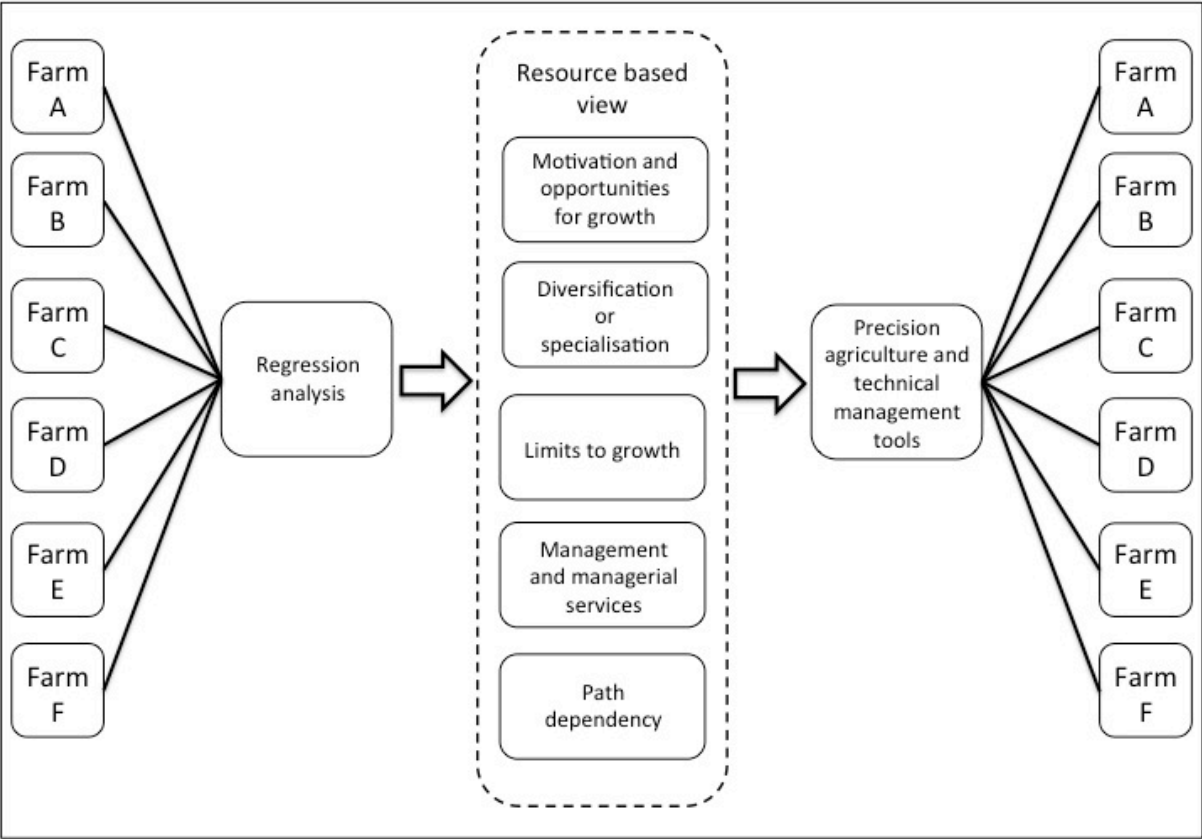 Farm
A
Farm
B
Farm
C
Farm
D
Farm
E
Farm
F
Regression
analysis
Resource based
view
Motivation and
opportunities
for growth
Diversification
or
specialisation
Limits to growth
Management
and managerial
services
Path
dependency
Precision
agriculture and
technical
management
tools
Farm
A
Farm
B
Farm
C
Farm
D
Farm
E
Farm
F